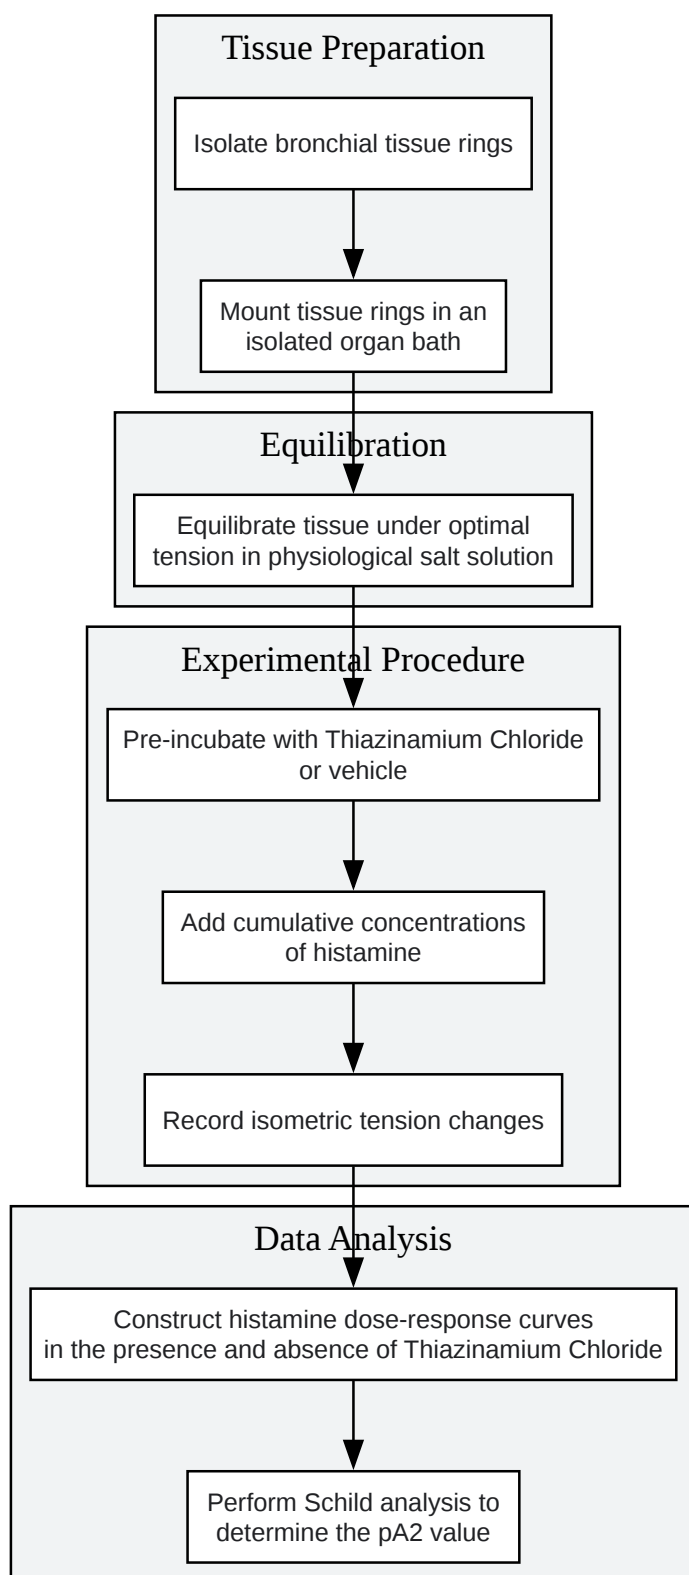 Tissue Preparation
Isolate bronchial tissue rings
Mount tissue rings in an
isolated organ bath
Equilibration
Equilibrate tissue under optimal
tension in physiological salt solution
Experimental Procedure
Pre-incubate with Thiazinamium Chloride
or vehicle
Add cumulative concentrations
of histamine
Record isometric tension changes
Data Analysis
Construct histamine dose-response curves
in the presence and absence of Thiazinamium Chloride
Perform Schild analysis to
determine the pA2 value